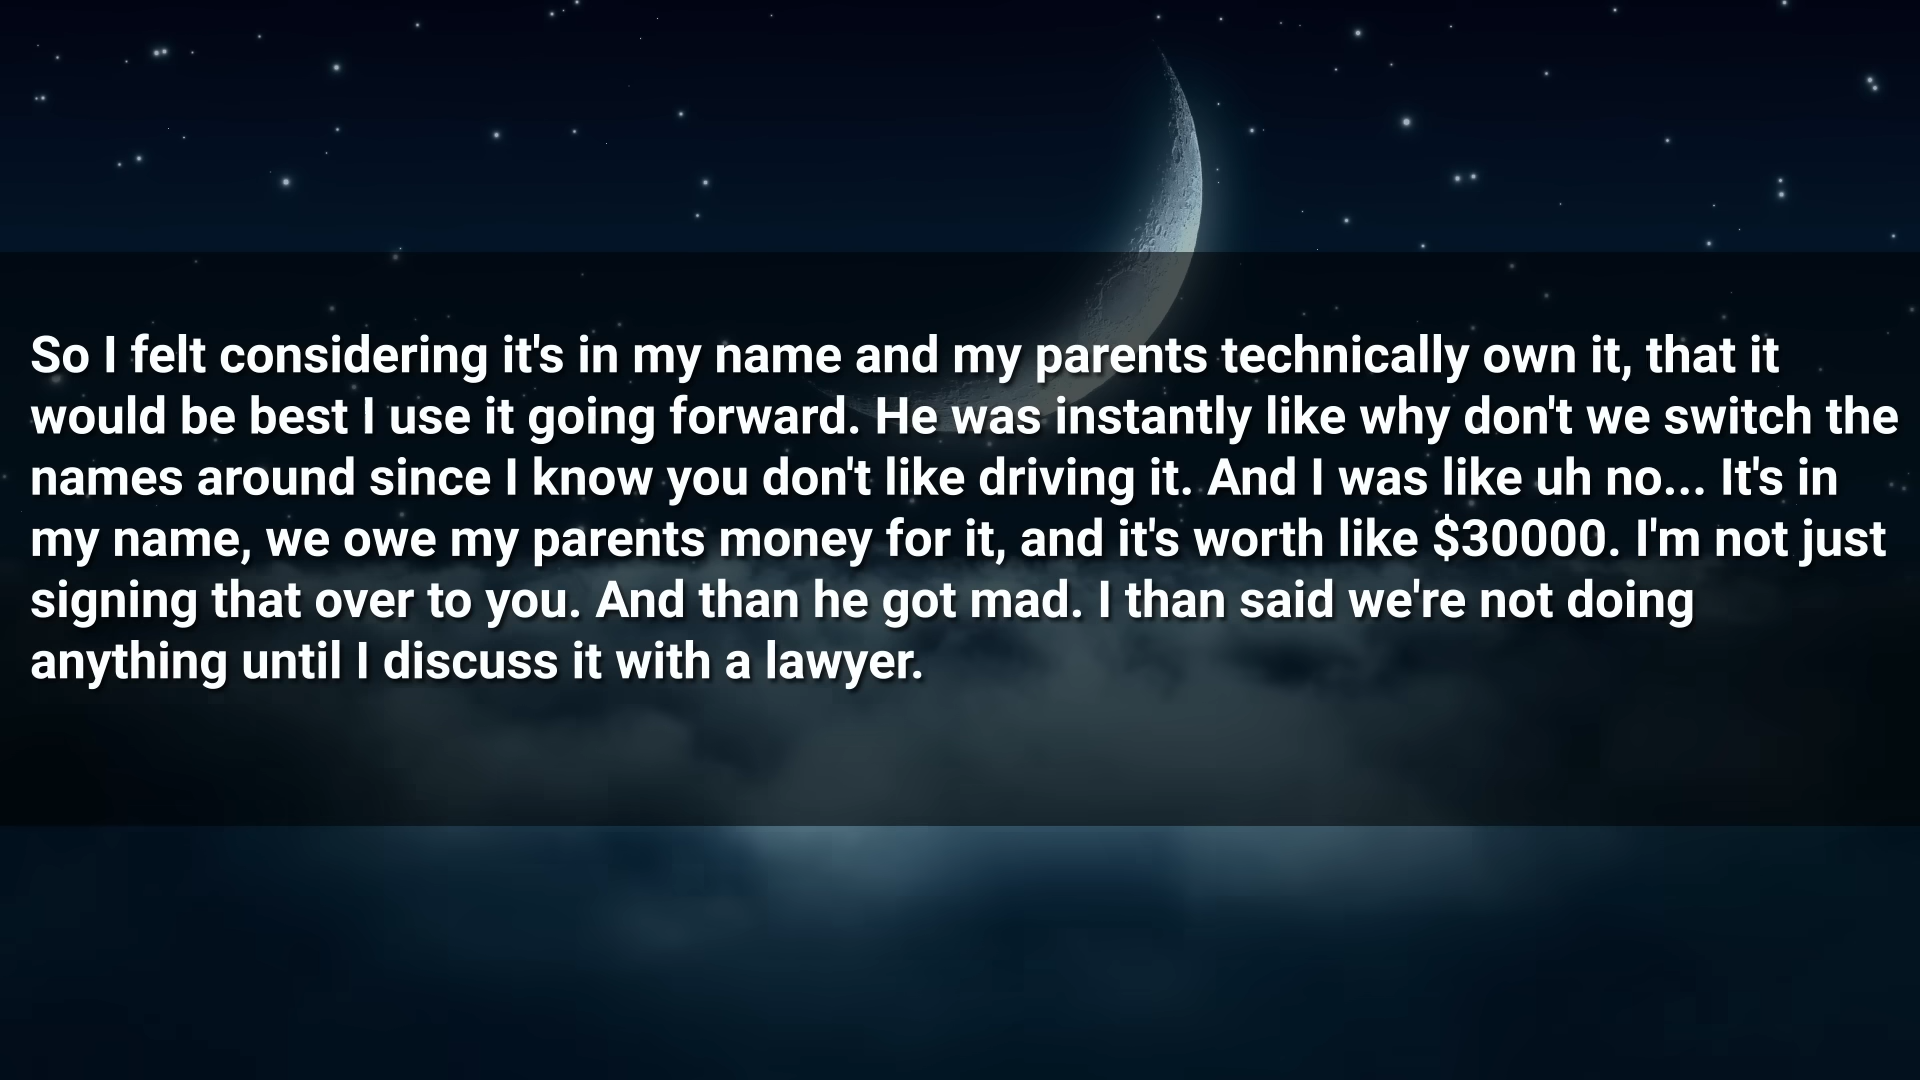 So I felt considering it's in my name and my parents technically own it, that it
would be best I use it going forward. He was instantly like why don't we switch the
names around since I know you don't like driving it. And I was like uh no... It's in
my name, we owe my parents money for it, and it's worth like $30000. I'm not just
signing that over to you. And than he got mad. I than said we're not doing
anything until I discuss it with a lawyer.